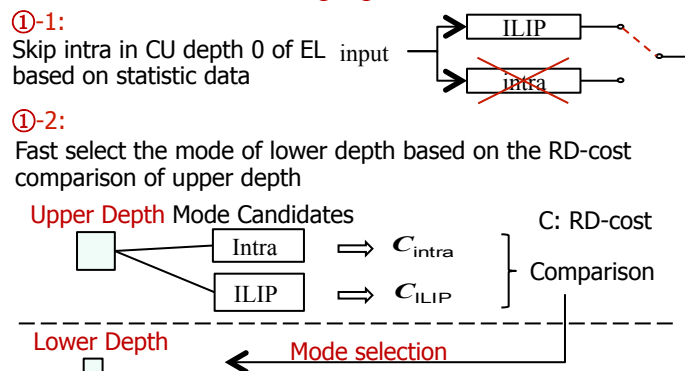 ①-1:
Skip intra in CU depth 0 of EL
based on statistic data
input
ILIP
intra
①-2:
Fast select the mode of lower depth based on the RD-cost
comparison of upper depth
Upper Depth Mode Candidates
C: RD-cost
Intra
C intra
Comparison
ILIP
C ILIP
Lower Depth
Mode selection